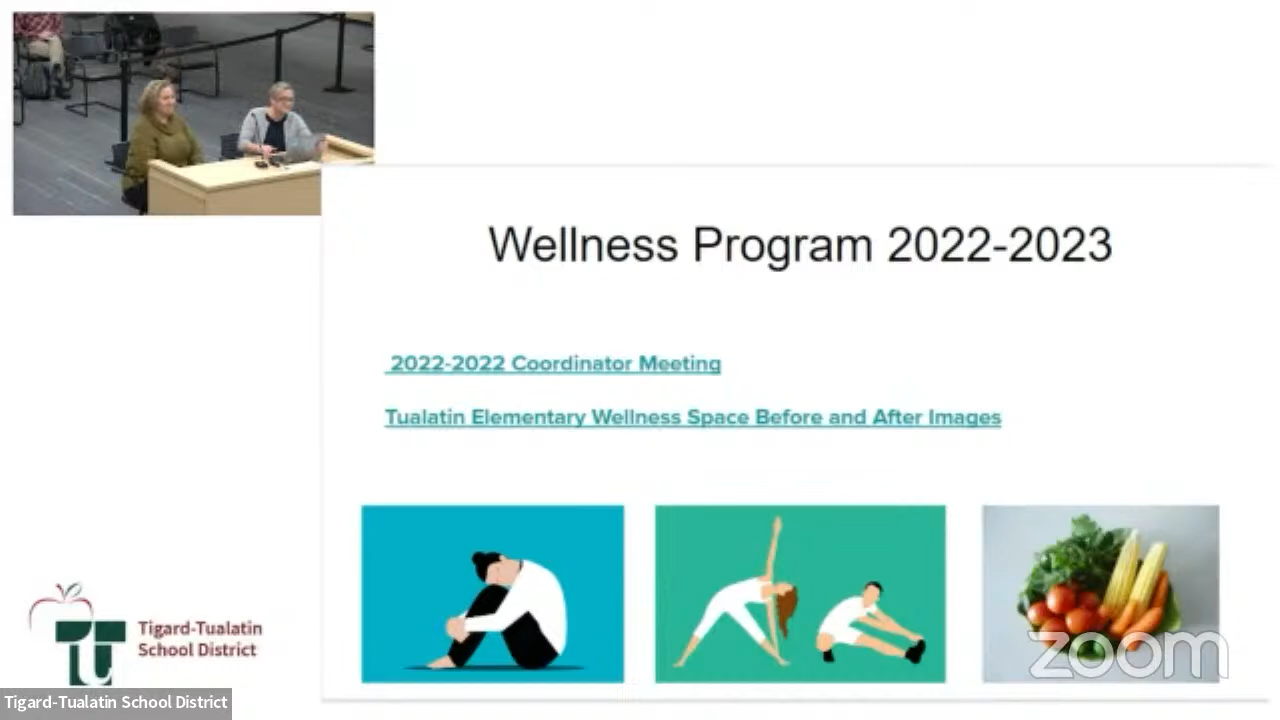 Wellness Program 2022-2023
2022-2022 Coordinator Meeting
Tualatin Elementary Wellness Space Before and After Images
Tigard-Tualatin
School District
Tigard-Tualatin School District
zoom